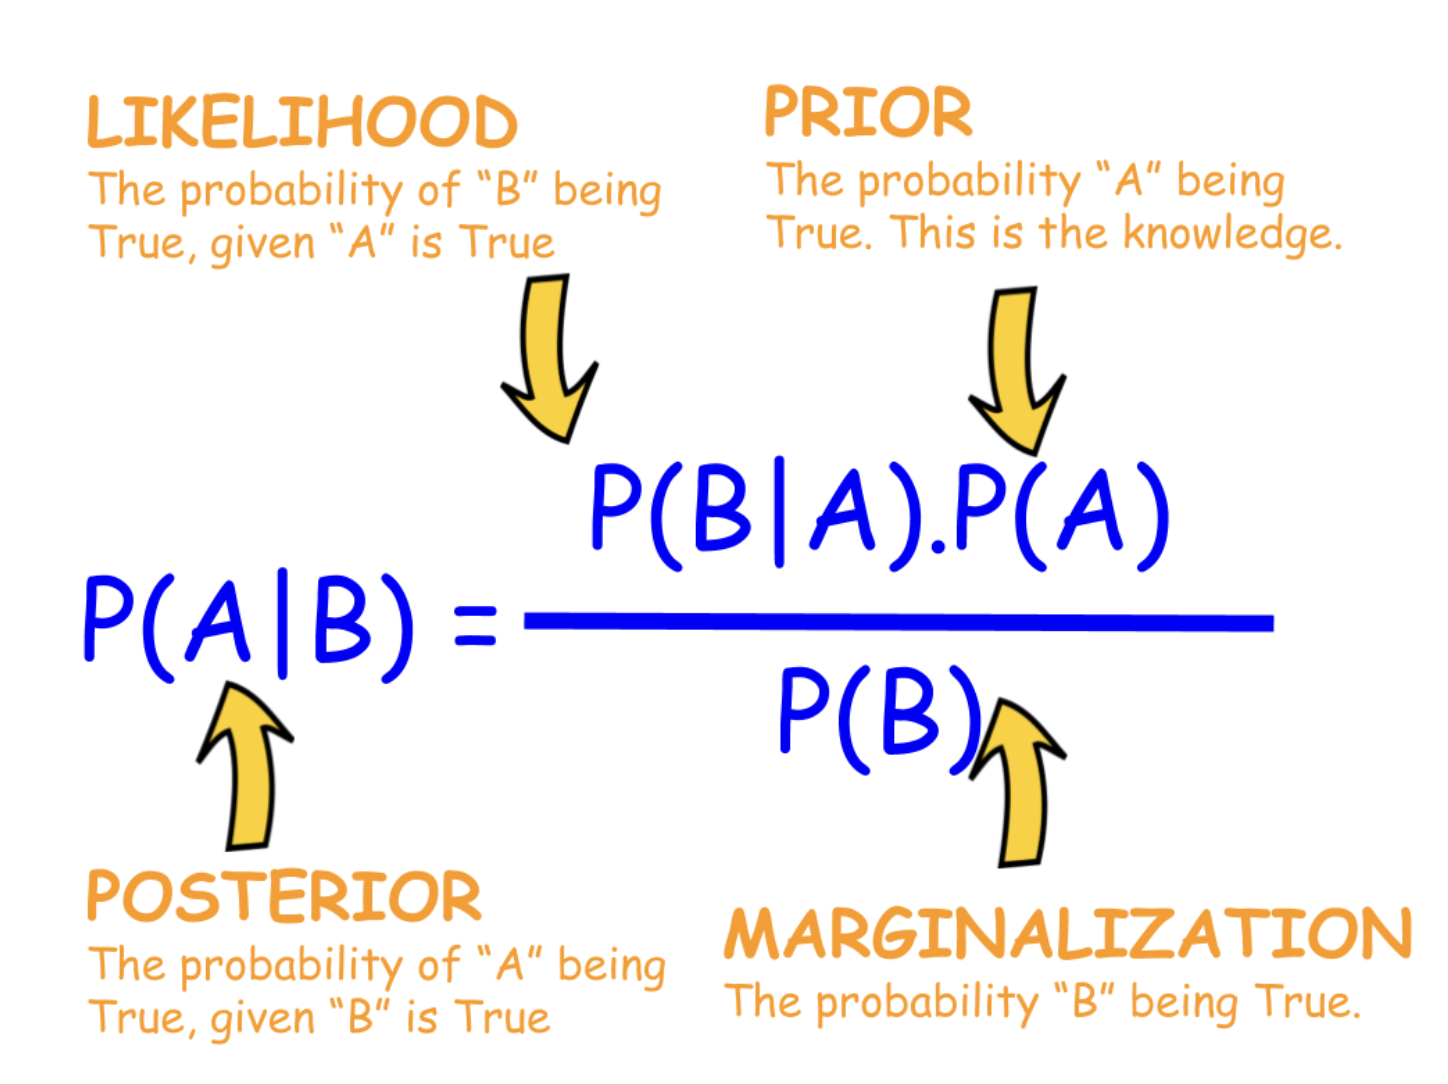 LIKELIHOOD
The probability of “B” being
True, given “A” is True
PRIOR
The probability “A” being
True. This is the knowledge.
P(B|A).P(A)
P(A|B) =
P(B)
POSTERIOR
The probability of “A” being
True, given “B” is True
MARGINALIZATION
The probability “B” being True.